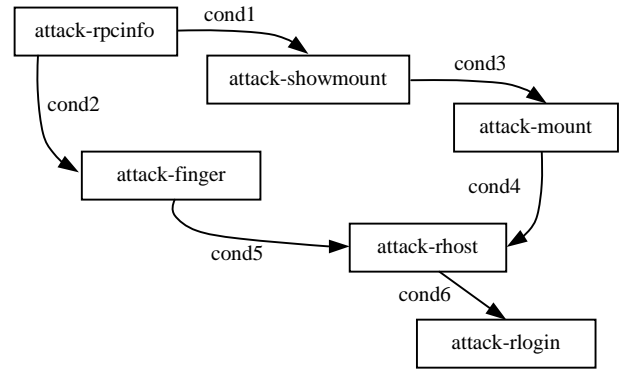 cond1
attack-rpcinfo
cond3
attack-showmount
cond2
attack-mount
attack-finger
cond4
cond5
attack-rhost
cond6
attack-rlogin